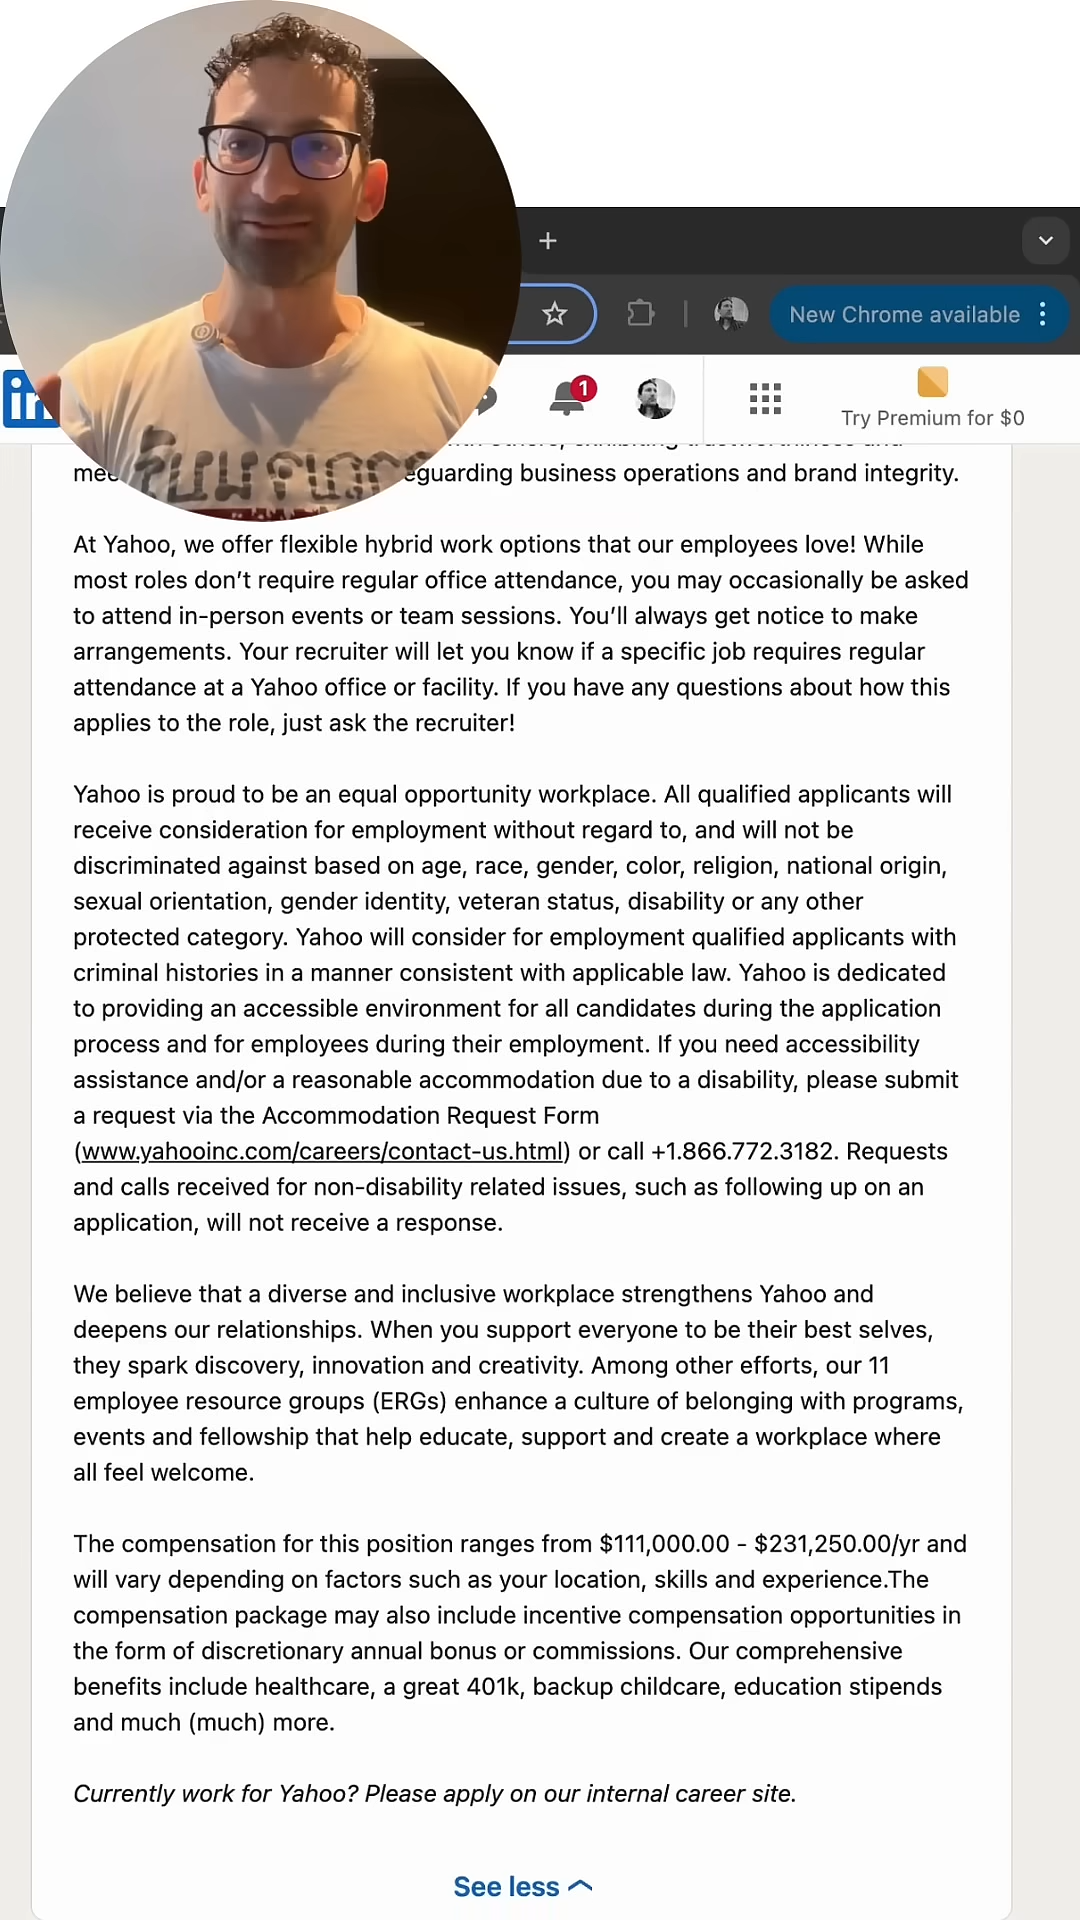 New Chrome available
in
1
Try Premium for $0
eguarding business operations and brand integrity.
At Yahoo, we offer flexible hybrid work options that our employees love! While
most roles don’t require regular office attendance, you may occasionally be asked
to attend in-person events or team sessions. You’ll always get notice to make
arrangements. Your recruiter will let you know if a specific job requires regular
attendance at a Yahoo office or facility. If you have any questions about how this
applies to the role, just ask the recruiter!
Yahoo is proud to be an equal opportunity workplace. All qualified applicants will
receive consideration for employment without regard to, and will not be
discriminated against based on age, race, gender, color, religion, national origin,
sexual orientation, gender identity, veteran status, disability or any other
protected category. Yahoo will consider for employment qualified applicants with
criminal histories in a manner consistent with applicable law. Yahoo is dedicated
to providing an accessible environment for all candidates during the application
process and for employees during their employment. If you need accessibility
assistance and/or a reasonable accommodation due to a disability, please submit
a request via the Accommodation Request Form
(www.yahooinc.com/careers/contact-us.html) or call +1.866.772.3182. Requests
and calls received for non-disability related issues, such as following up on an
application, will not receive a response.
We believe that a diverse and inclusive workplace strengthens Yahoo and
deepens our relationships. When you support everyone to be their best selves,
they spark discovery, innovation and creativity. Among other efforts, our 11
employee resource groups (ERGs) enhance a culture of belonging with programs,
events and fellowship that help educate, support and create a workplace where
all feel welcome.
The compensation for this position ranges from $111,000.00 - $231,250.00/yr and
will vary depending on factors such as your location, skills and experience.The
compensation package may also include incentive compensation opportunities in
the form of discretionary annual bonus or commissions. Our comprehensive
benefits include healthcare, a great 401k, backup childcare, education stipends
and much (much) more.
Currently work for Yahoo? Please apply on our internal career site.
See less